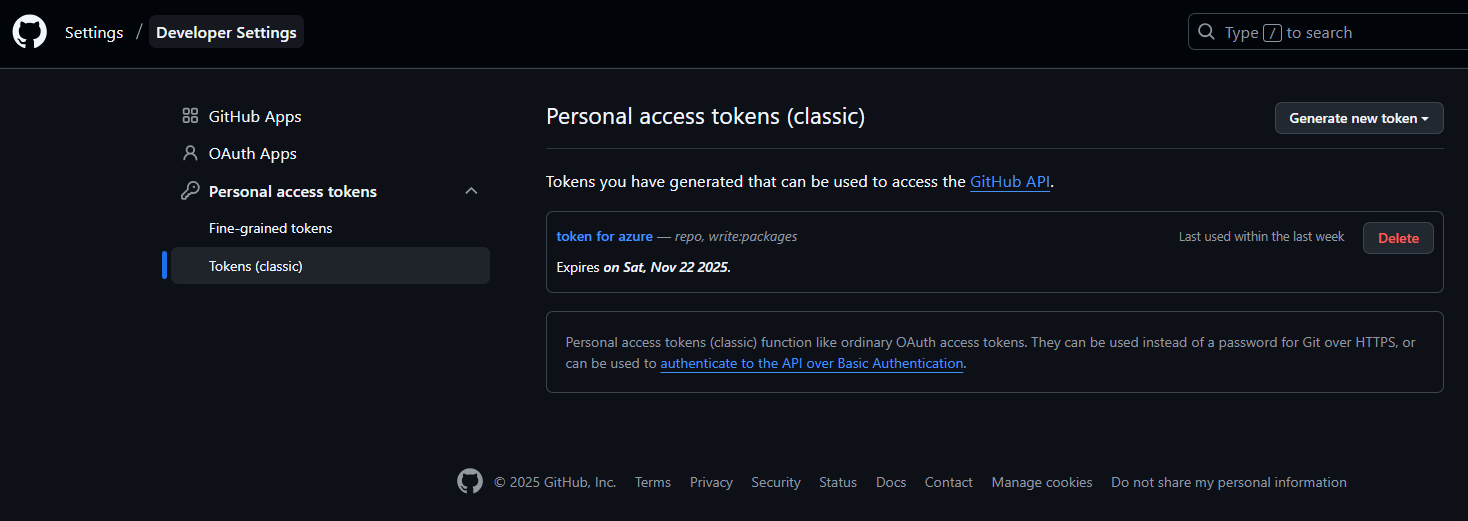 Settings / Developer Settings
Type / to search
GitHub Apps
OAuth Apps
Personal access tokens
Fine-grained tokens
Tokens (classic)
Personal access tokens (classic)
Generate new token
Tokens you have generated that can be used to access the GitHub API.
token for azure — repo, write:packages
Last used within the last week
Delete
Expires on Sat, Nov 22 2025.
Personal access tokens (classic) function like ordinary OAuth access tokens. They can be used instead of a password for Git over HTTPS, or
can be used to authenticate to the API over Basic Authentication.
© 2025 GitHub, Inc. Terms Privacy Security Status Docs Contact Manage cookies Do not share my personal information